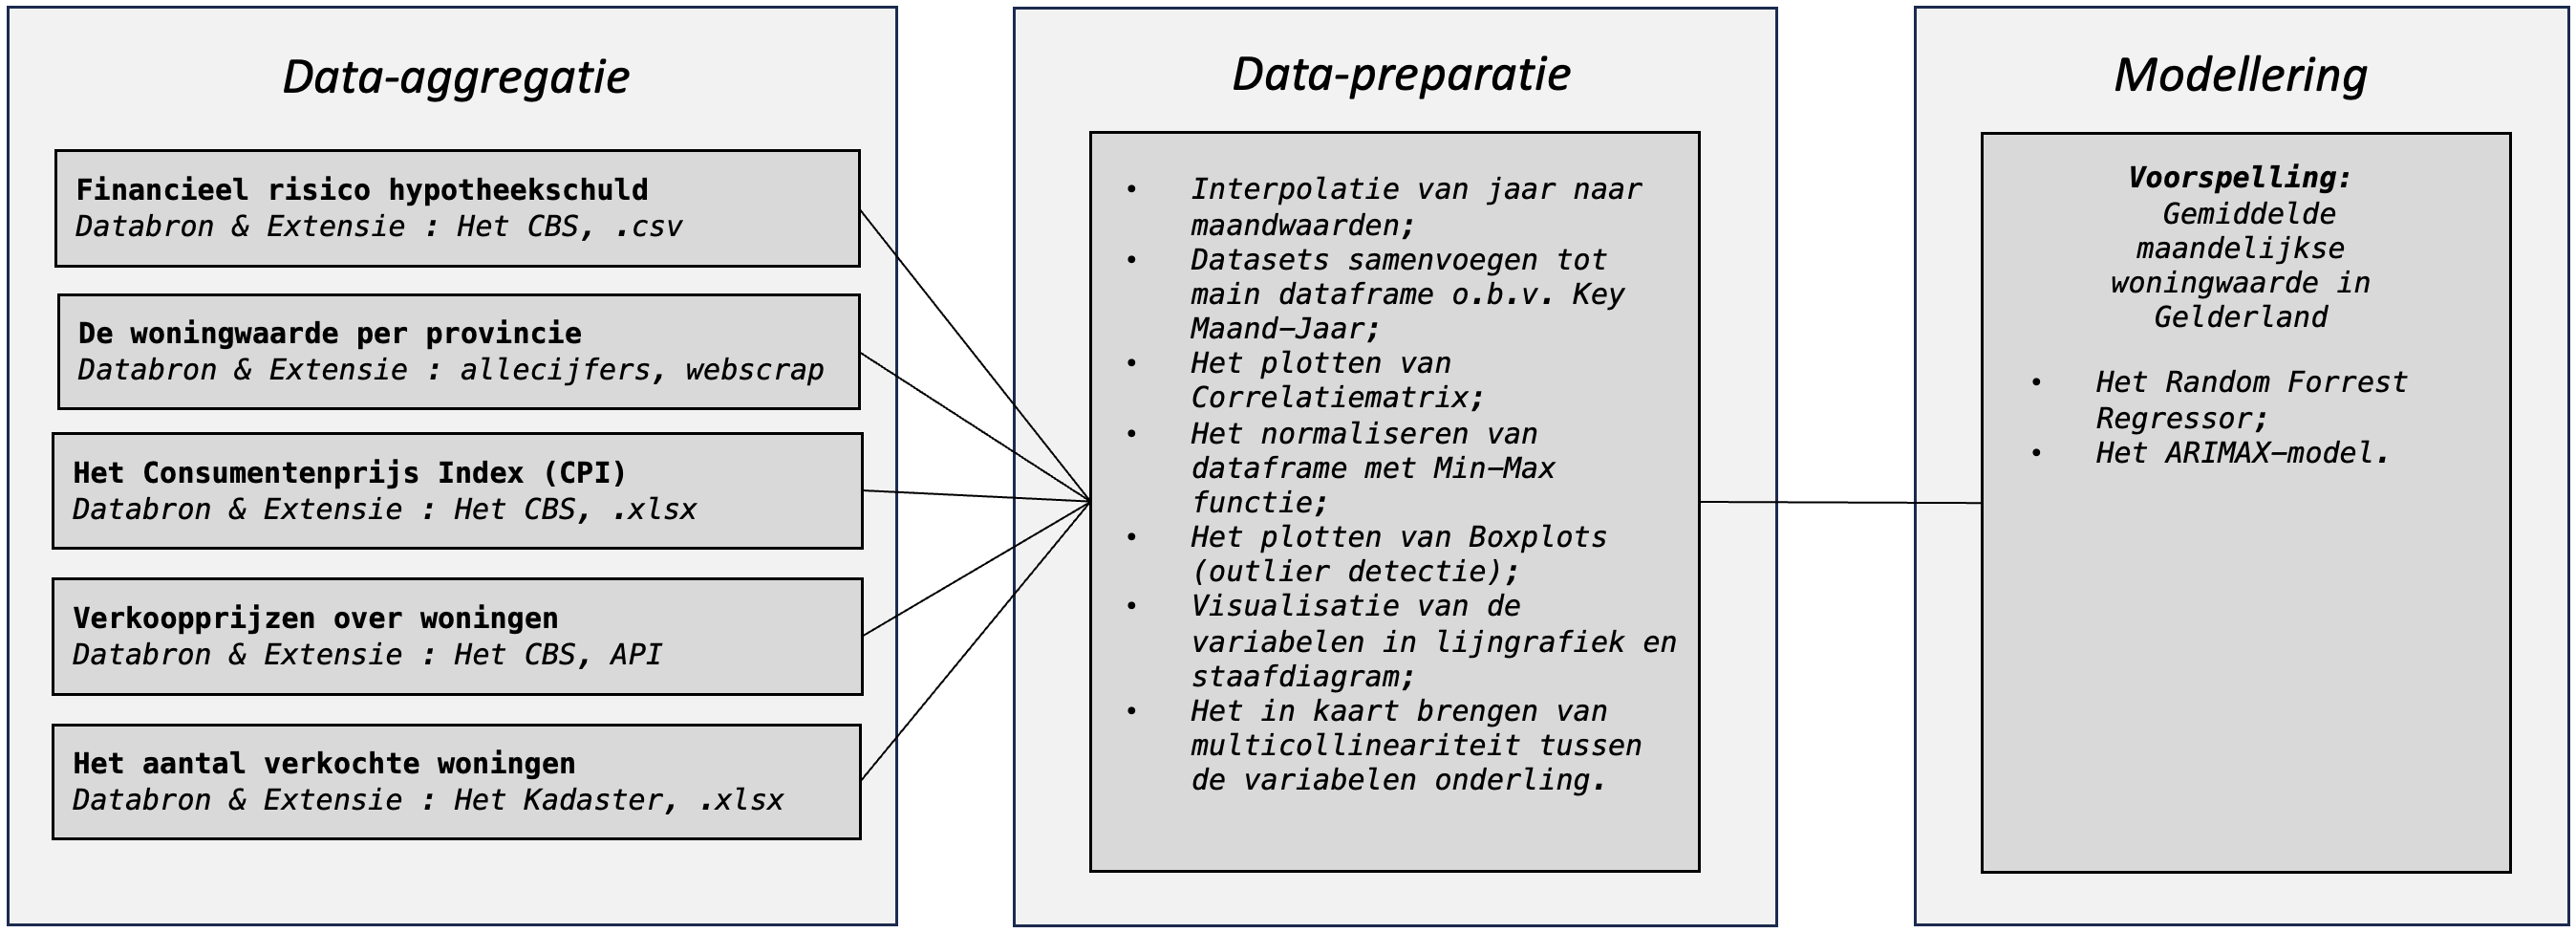 Data-aggregatie
Financieel risico hypotheekschuld
Databron & Extensie : Het CBS, .csv
De woningwaarde per provincie
Databron & Extensie : allecijfers, webscrap
Het Consumentenprijs Index (CPI)
Databron & Extensie : Het CBS, .xlsx
Verkoopprijzen over woningen
Databron & Extensie : Het CBS, API
Het aantal verkochte woningen
Databron & Extensie : Het Kadaster, .xlsx
Data-preparatie
• Interpolatie van jaar naar
maandwaarden;
• Datasets samenvoegen tot
main dataframe o.b.v. Key
Maand–Jaar;
• Het plotten van
Correlatiematrix;
• Het normaliseren van
dataframe met Min–Max
functie;
• Het plotten van Boxplots
(outlier detectie);
• Visualisatie van de
variabelen in lijngrafiek en
staafdiagram;
• Het in kaart brengen van
multicollineariteit tussen
de variabelen onderling.
Modellering
Voorspelling:
Gemiddelde
maandelijkse
woningwaarde in
Gelderland
• Het Random Forrest
Regressor;
• Het ARIMAX–model.